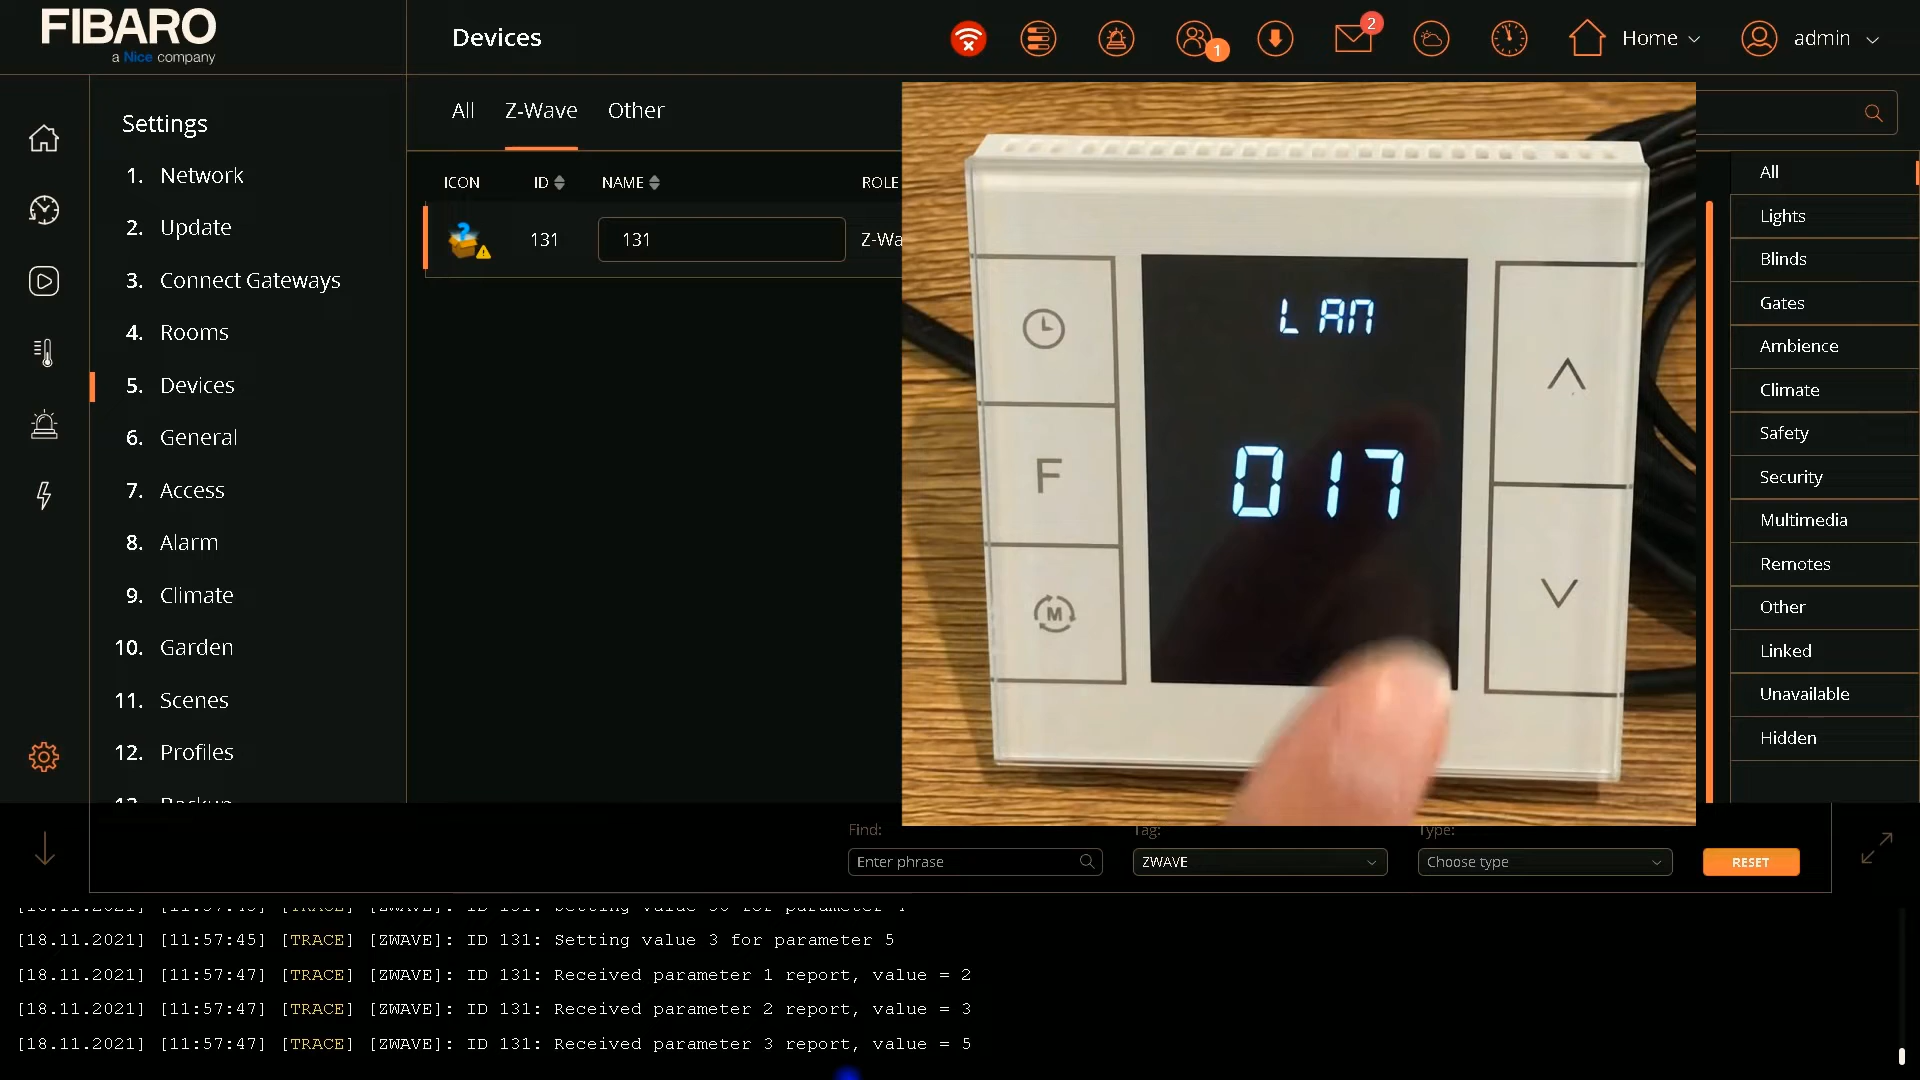 FIBARO
a Nice company
Devices
1
2
Home
admin
Settings
1. Network
2. Update
3. Connect Gateways
4. Rooms
5. Devices
6. General
7. Access
8. Alarm
9. Climate
10. Garden
11. Scenes
12. Profiles
All Z-Wave Other
ICON ID NAME ROLE
131 131 Z-Wa
LAN
017
F
M
All
Lights
Blinds
Gates
Ambience
Climate
Safety
Security
Multimedia
Remotes
Other
Linked
Unavailable
Hidden
Find: Tag: Type:
Enter phrase ZWAVE Choose type RESET
[18.11.2021] [11:57:45] [TRACE] [ZWAVE]: ID 131: Setting value 3 for parameter 5
[18.11.2021] [11:57:47] [TRACE] [ZWAVE]: ID 131: Received parameter 1 report, value = 2
[18.11.2021] [11:57:47] [TRACE] [ZWAVE]: ID 131: Received parameter 2 report, value = 3
[18.11.2021] [11:57:47] [TRACE] [ZWAVE]: ID 131: Received parameter 3 report, value = 5